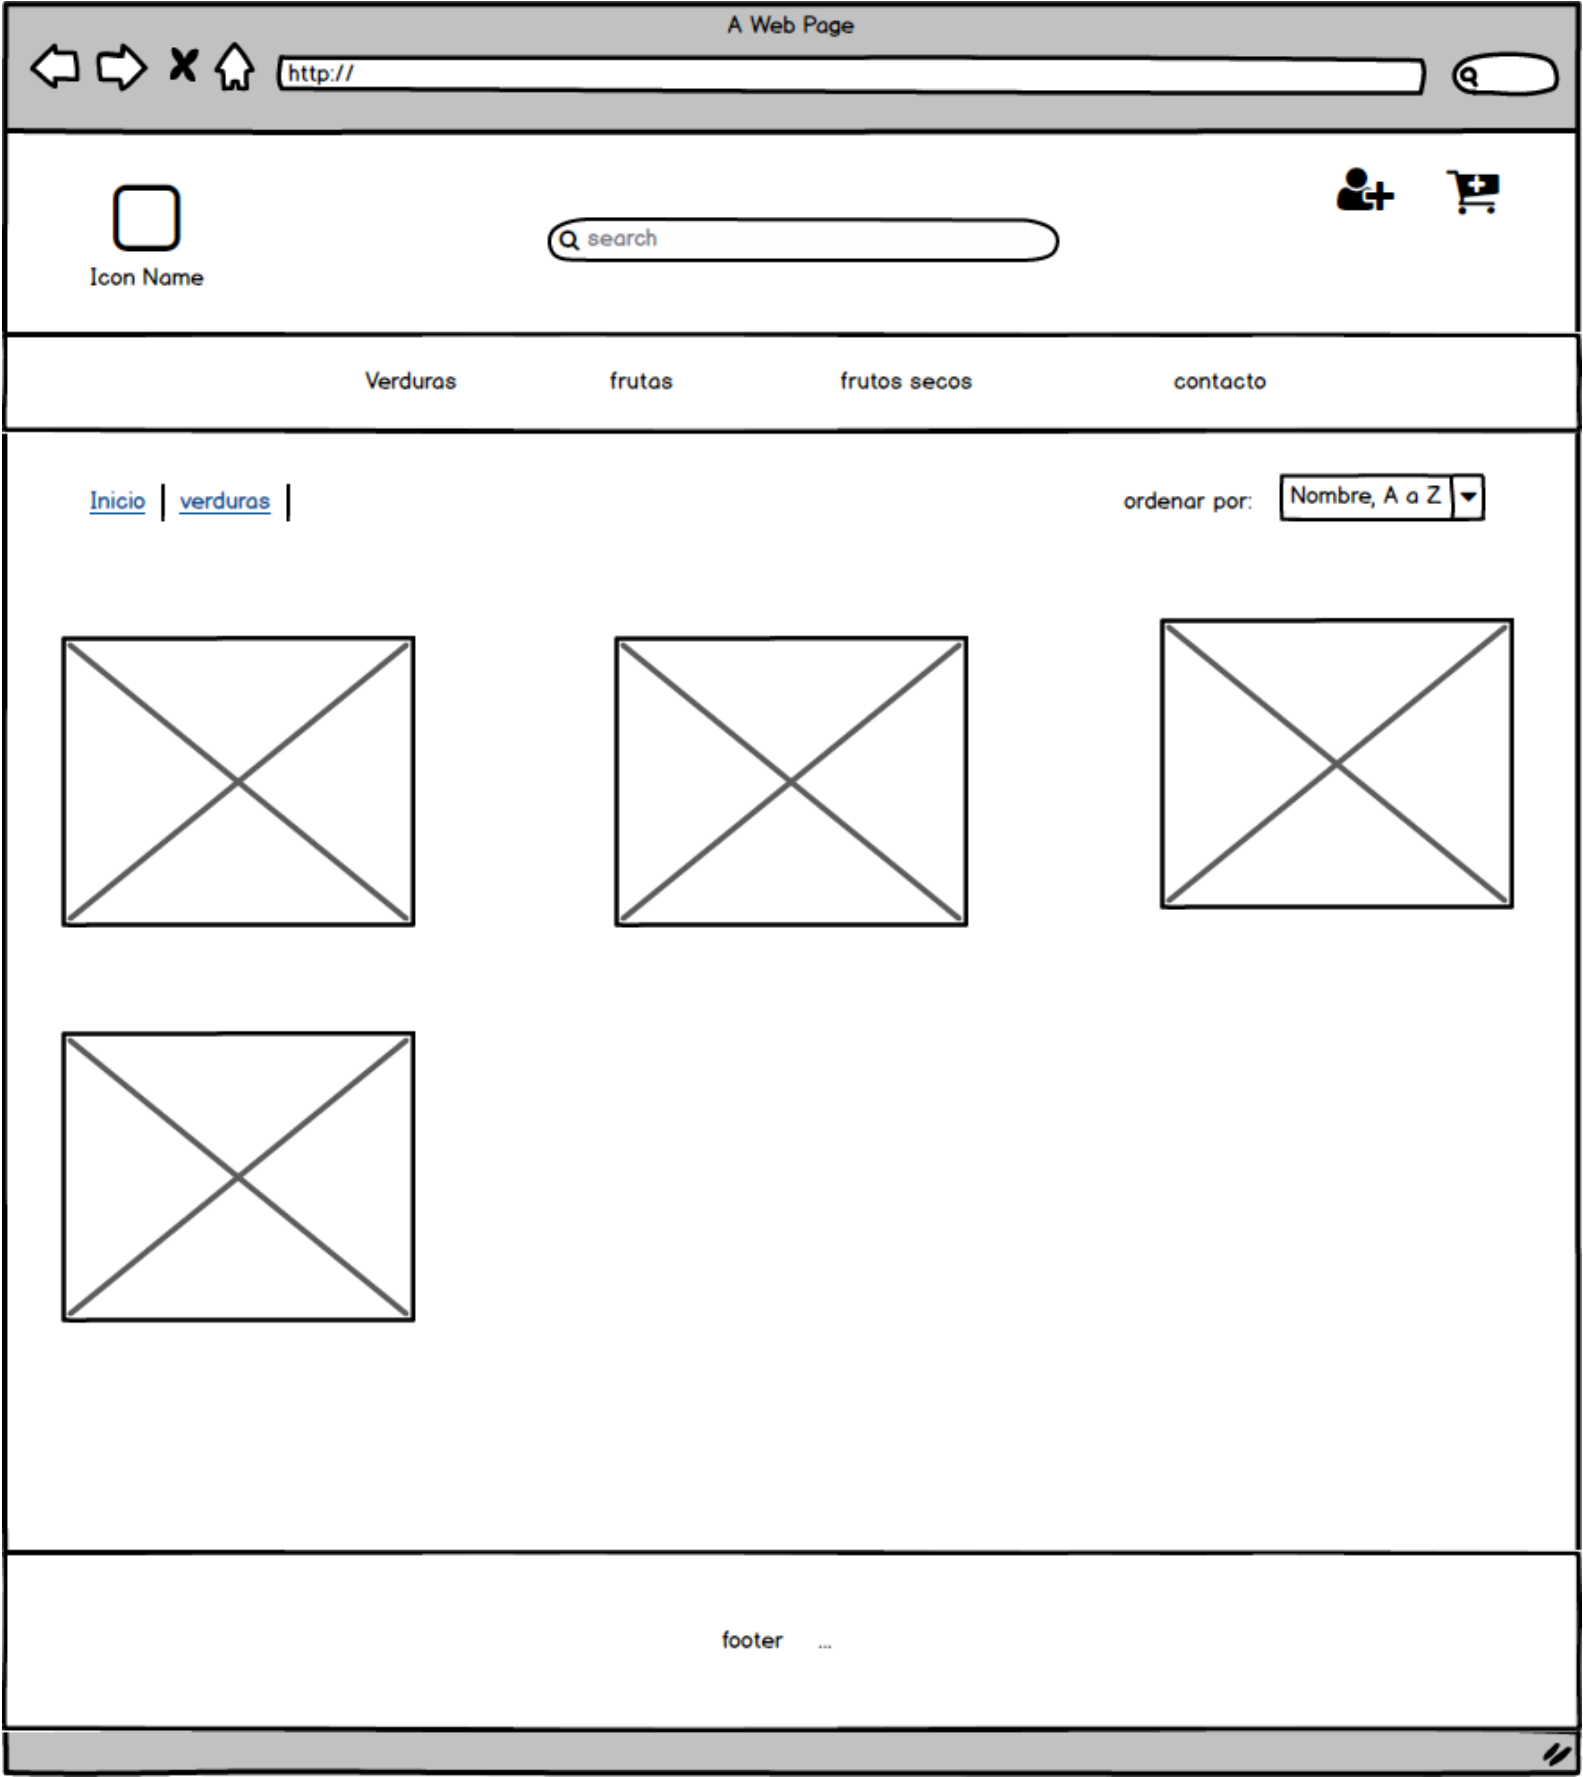 A Web Page
http://
search
Icon Name
Verduras frutas frutos secos contacto
Inicio verduras ordenar por: Nombre, A a Z
footer ...